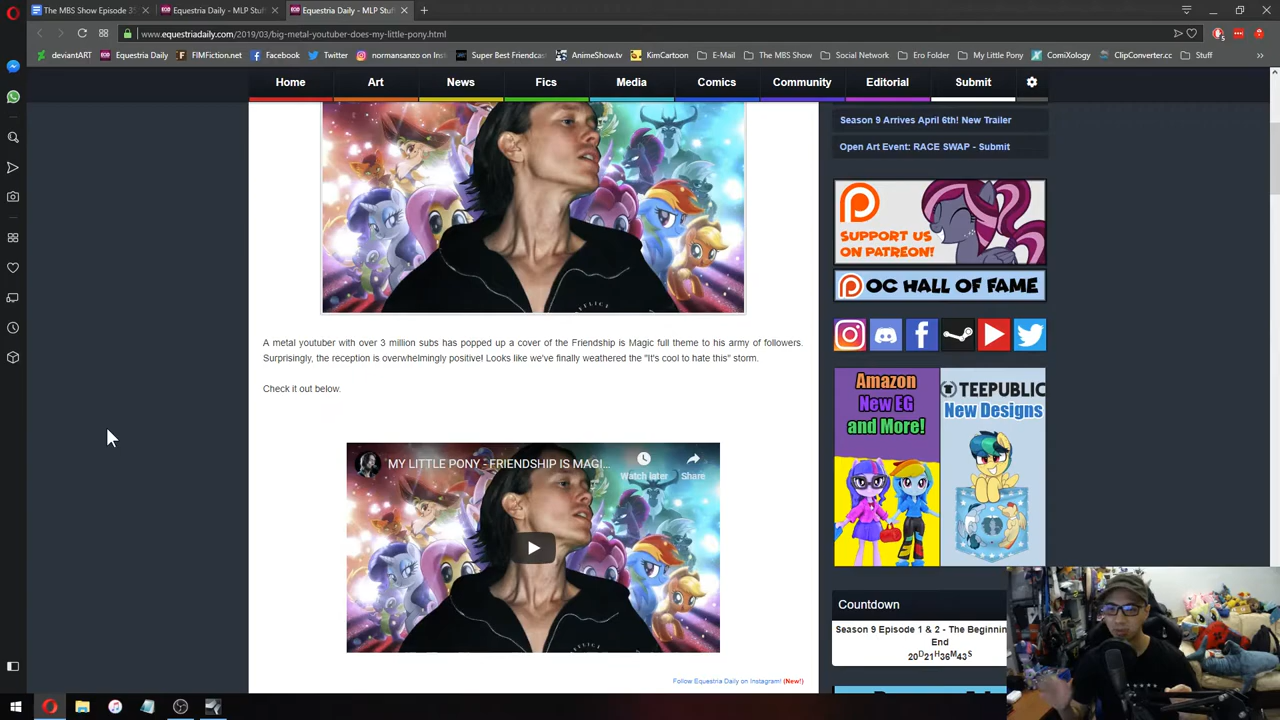 The MBS Show Episode 35
Equestria Daily - MLP Stuf
Equestria Daily - MLP Stuf
www.equestriadaily.com/2019/03/big-metal-youtuber-does-my-little-pony.html
deviantART
Equestria Daily
FIMFiction.net
Facebook
Twitter
normansanzo
Super Best Friendcast
AnimeShow.tv
KimCartoon
E-Mail
The MBS Show
Social Network
Ero Folder
My Little Pony
ComiXology
ClipConverter.cc
Stuff
Home
Art
News
Fics
Media
Comics
Community
Editorial
Submit
Season 9 Arrives April 6th! New Trailer
Open Art Event: RACE SWAP - Submit
SUPPORT US
ON PATREON!
OC HALL OF FAME
A metal youtuber with over 3 million subs has popped up a cover of the Friendship is Magic full theme to his army of followers.
Surprisingly, the reception is overwhelmingly positive! Looks like we've finally weathered the "It's cool to hate this" storm.
Check it out below.
Amazon
New EG
and More!
TEEPUBLIC
New Designs
MY LITTLE PONY - FRIENDSHIP IS MAGI...
Watch later
Share
Countdown
Season 9 Episode 1 & 2 - The Beginnin
End
20D21H36M43S
Follow Equestria Daily on Instagram! (New!)